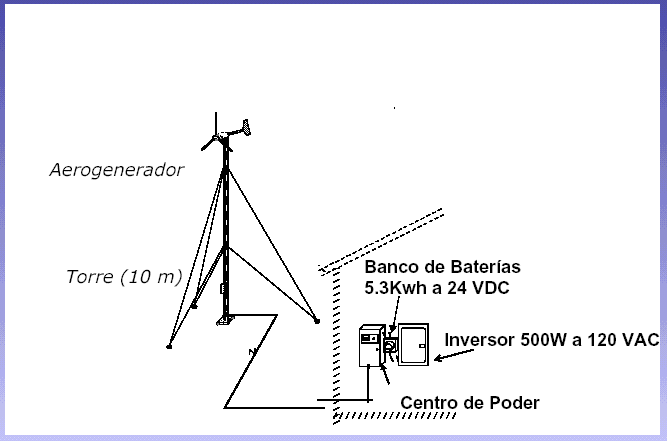 Aerogenerador
Torre (10 m)
Banco de Baterías
5.3Kwh a 24 VDC
Inversor 500W a 120 VAC
Centro de Poder